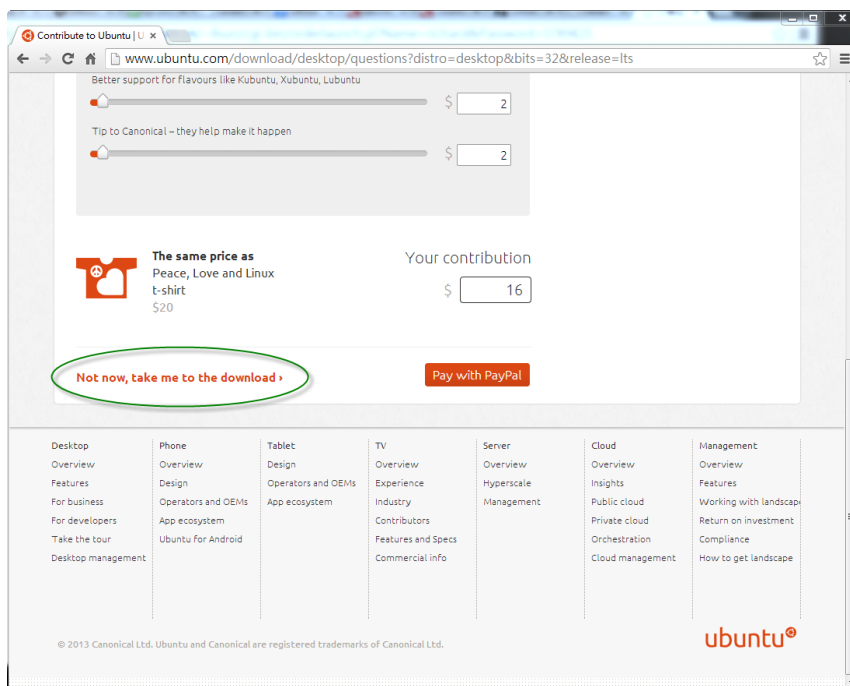 Contribute to Ubuntu | U
www.ubuntu.com/download/desktop/questions?distro=desktop&bits=32&release=lts
Better support for flavours like Kubuntu, Xubuntu, Lubuntu
$ 2
Tip to Canonical – they help make it happen
$ 2
The same price as
Peace, Love and Linux
t-shirt
$20
Your contribution
$ 16
Not now, take me to the download ›
Pay with PayPal
Desktop
Overview
Features
For business
For developers
Take the tour
Desktop management
Phone
Overview
Design
Operators and OEMs
App ecosystem
Ubuntu for Android
Tablet
Design
Operators and OEMs
App ecosystem
TV
Overview
Experience
Industry
Contributors
Features and Specs
Commercial info
Server
Overview
Hyperscale
Management
Cloud
Overview
Insights
Public cloud
Private cloud
Orchestration
Cloud management
Management
Overview
Features
Working with landscap
Return on investment
Compliance
How to get landscape
© 2013 Canonical Ltd. Ubuntu and Canonical are registered trademarks of Canonical Ltd.
ubuntu